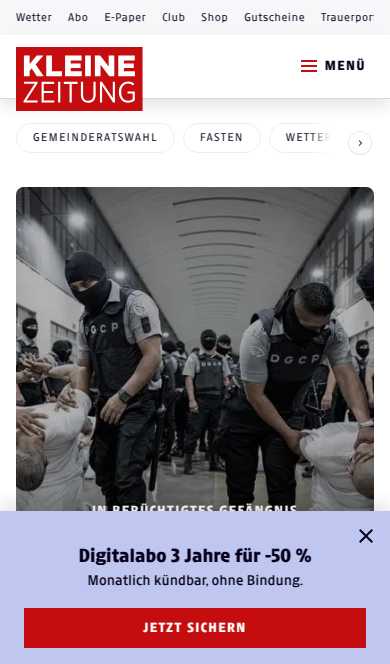 Wetter Abo E-Paper Club Shop Gutscheine
KLEINE
ZEITUNG
MENÜ
GEMEINDERATSWAHL FASTEN WETTER
DGCP
DGCP
IN BERÜCHTIGTES GEFÄNGNIS
Digitalabo 3 Jahre für -50 %
Monatlich kündbar, ohne Bindung.
JETZT SICHERN